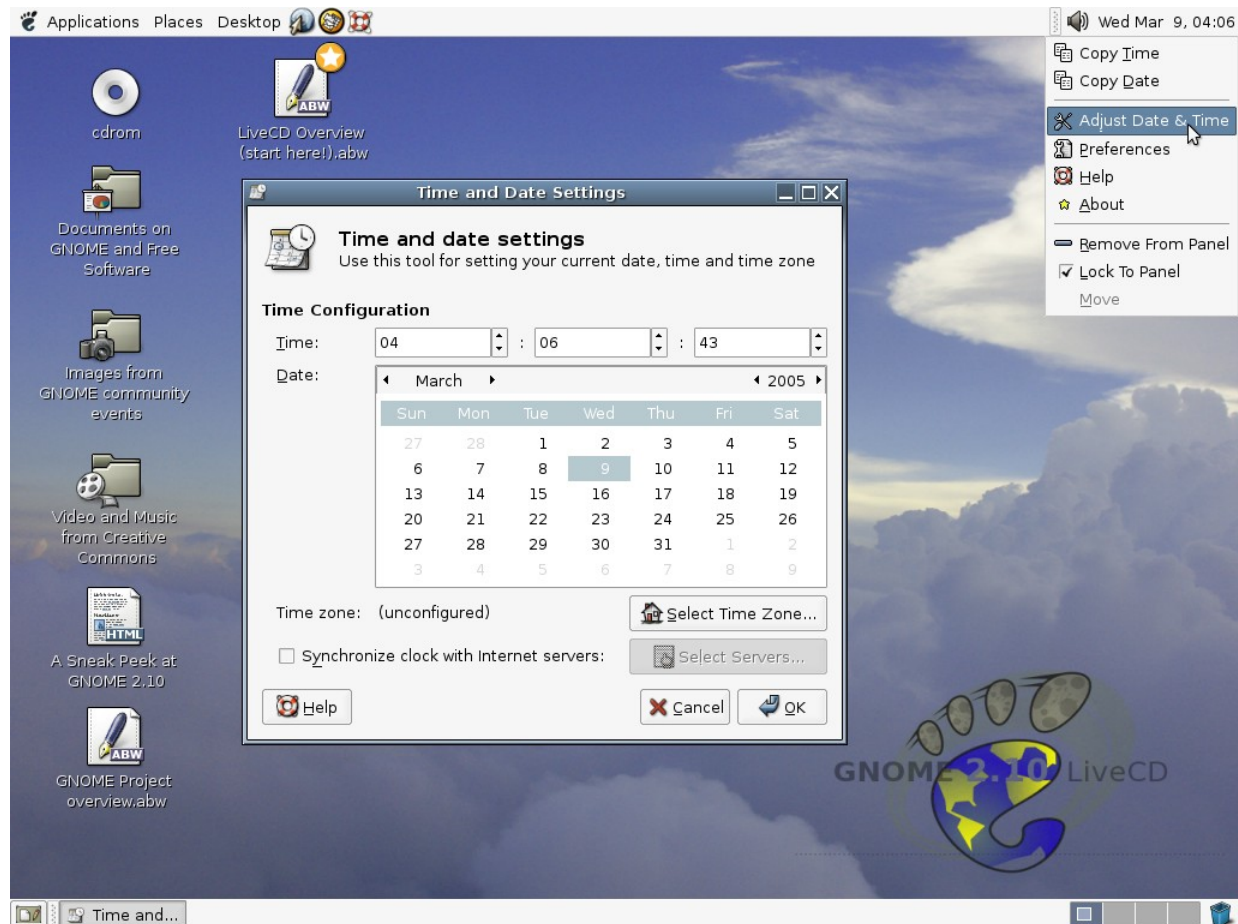 Applications Places Desktop
Wed Mar 9, 04:06
Copy Time
Copy Date
Adjust Date & Time
Preferences
Help
About
Remove From Panel
Lock To Panel
Move
cdrom
LiveCD Overview
(start here!).abw
ABW
Documents on
GNOME and Free
Software
Images from
GNOME community
events
Video and Music
from Creative
Commons
HTML
A Sneak Peek at
GNOME 2.10
ABW
GNOME Project
overview.abw
Time and Date Settings
Time and date settings
Use this tool for setting your current date, time and time zone
Time Configuration
Time: 04 : 06 : 43
Date: March 2005
Sun Mon Tue Wed Thu Fri Sat
27 28 1 2 3 4 5
6 7 8 9 10 11 12
13 14 15 16 17 18 19
20 21 22 23 24 25 26
27 28 29 30 31 1 2
3 4 5 6 7 8 9
Time zone: (unconfigured) Select Time Zone...
Synchronize clock with Internet servers: Select Servers...
Help Cancel OK
GNOME 2.10 LiveCD
Time and...